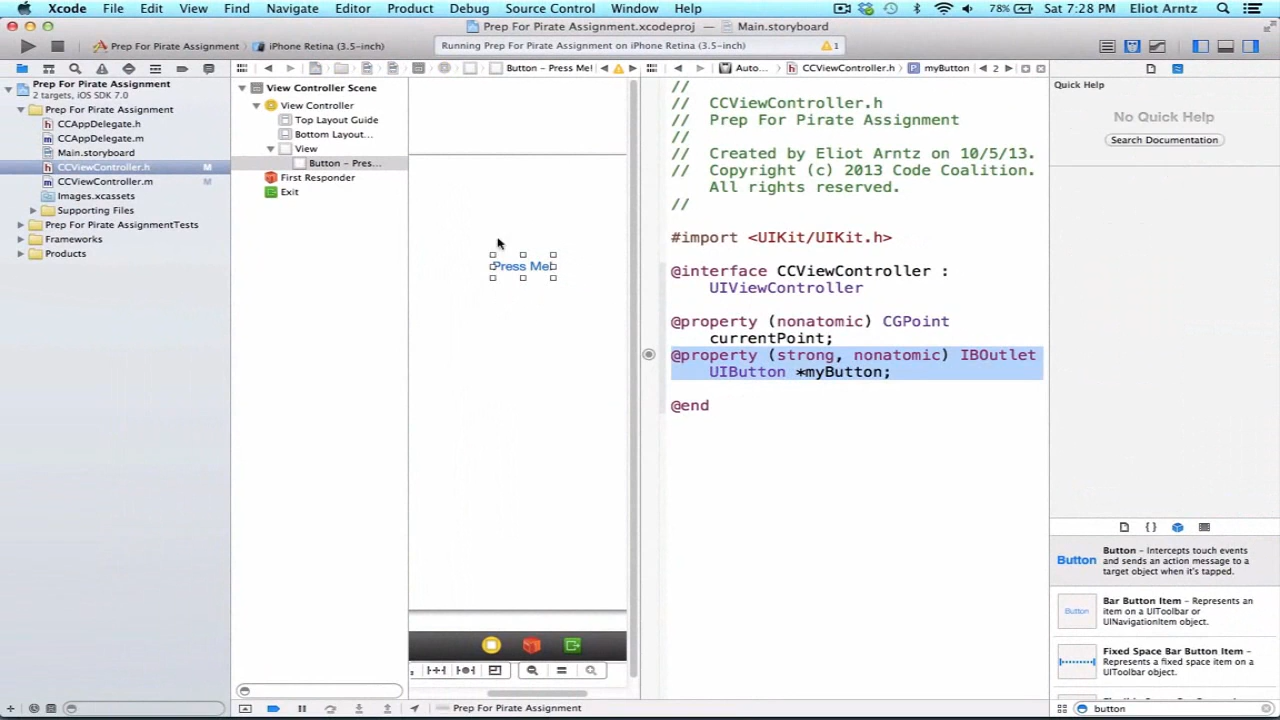 Xcode File Edit View Find Navigate Editor Product Debug Source Control Window Help 78% Sat 7:28 PM Eliot Arntz
Prep For Pirate Assignment.xcodeproj — Main.storyboard
Prep For Pirate Assignment iPhone Retina (3.5-inch) Running Prep For Pirate Assignment on iPhone Retina (3.5-inch) 1
Button – Press Me! Auto... CCViewController.h myButton 2
Prep For Pirate Assignment
2 targets, iOS SDK 7.0
Prep For Pirate Assignment
CCAppDelegate.h
CCAppDelegate.m
Main.storyboard
CCViewController.h M
CCViewController.m M
Images.xcassets
Supporting Files
Prep For Pirate AssignmentTests
Frameworks
Products
View Controller Scene
View Controller
Top Layout Guide
Bottom Layout...
View
Button – Pres...
First Responder
Exit
Press Me!
//
// CCViewController.h
// Prep For Pirate Assignment
//
// Created by Eliot Arntz on 10/5/13.
// Copyright (c) 2013 Code Coalition.
All rights reserved.
//
#import <UIKit/UIKit.h>
@interface CCViewController :
UIViewController
@property (nonatomic) CGPoint
currentPoint;
@property (strong, nonatomic) IBOutlet
UIButton *myButton;
@end
Quick Help
No Quick Help
Search Documentation
{}
Button
Button – Intercepts touch events
and sends an action message to a
target object when it's tapped.
Button
Bar Button Item – Represents an
item on a UIToolbar or
UINavigationItem object.
Fixed Space Bar Button Item –
Represents a fixed space item on a
UIToolbar object.
Prep For Pirate Assignment
button